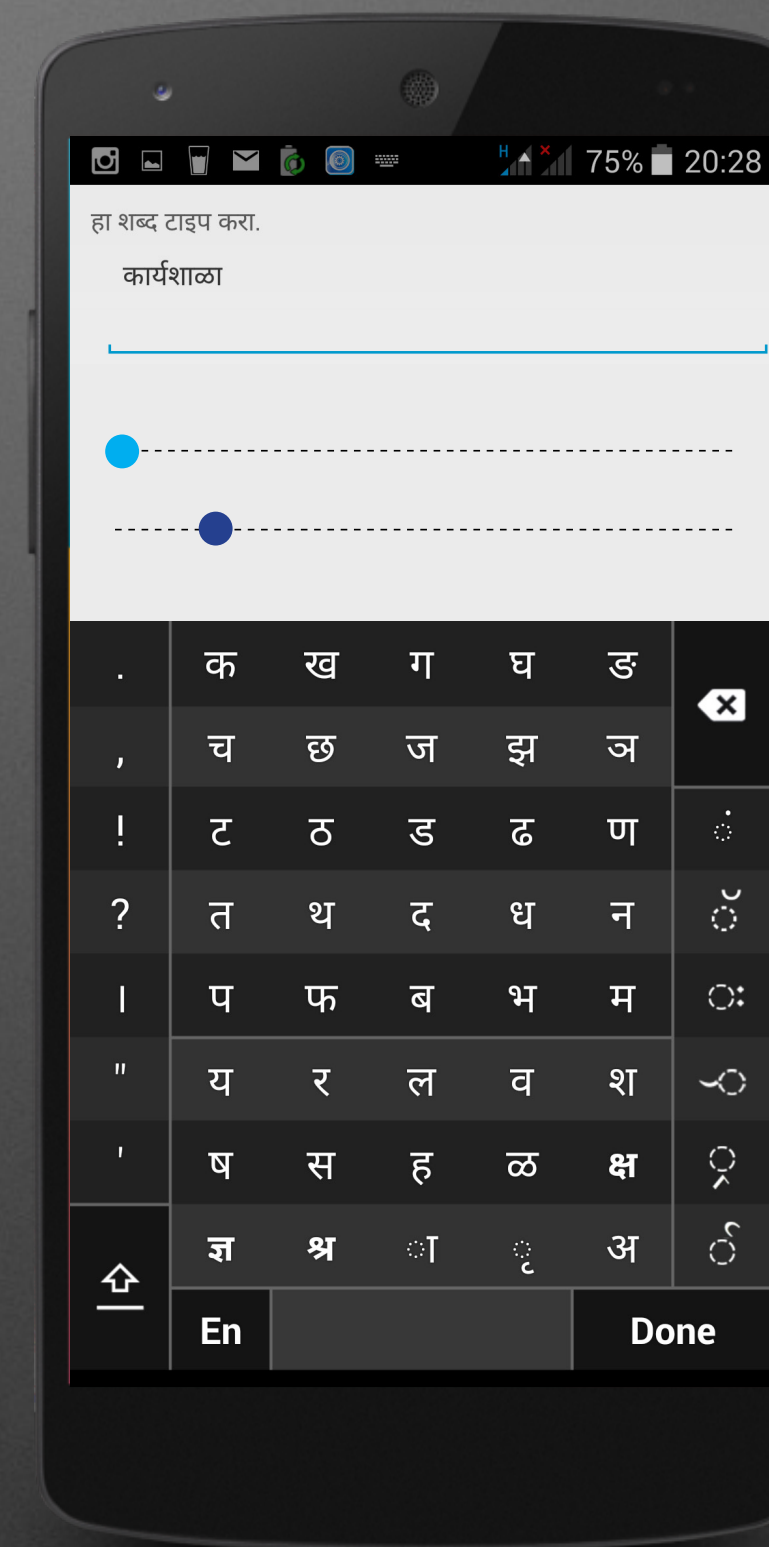 H 75% 20:28
हा शब्द टाइप करा.
कार्यशाळा
. क ख ग घ ङ
, च छ ज झ ञ
! ट ठ ड ढ ण ं
? त थ द ध न ँ
। प फ ब भ म ः
" य र ल व श
' ष स ह ळ क्ष
ज्ञ श्र ा ृ अ
En Done